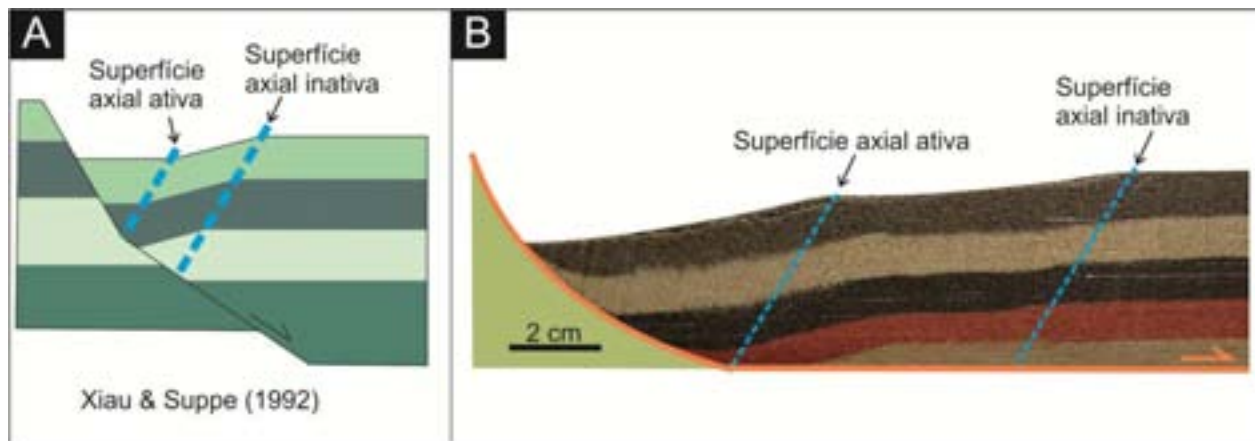 A
Superfície
axial ativa
Superfície
axial inativa
Xiau & Suppe (1992)
B
Superfície axial ativa
Superfície
axial inativa
2 cm